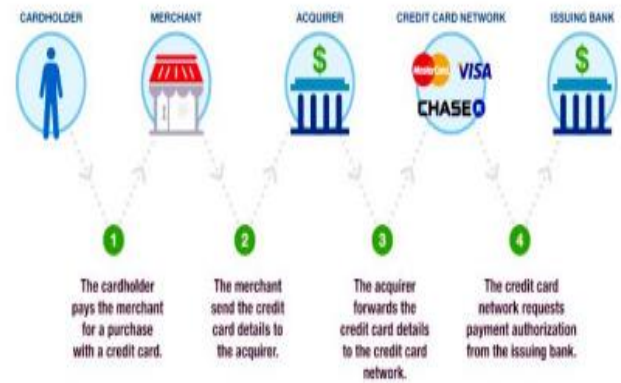 CARDHOLDER MERCHANT ACQUIRER CREDIT CARD NETWORK ISSUING BANK
$ MasterCard VISA $
CHASE
1 2 3 4
The cardholder
pays the merchant
for a purchase
with a credit card.
The merchant
send the credit
card details to
the acquirer.
The acquirer
forwards the
credit card details
to the credit card
network.
The credit card
network requests
payment authorization
from the issuing bank.